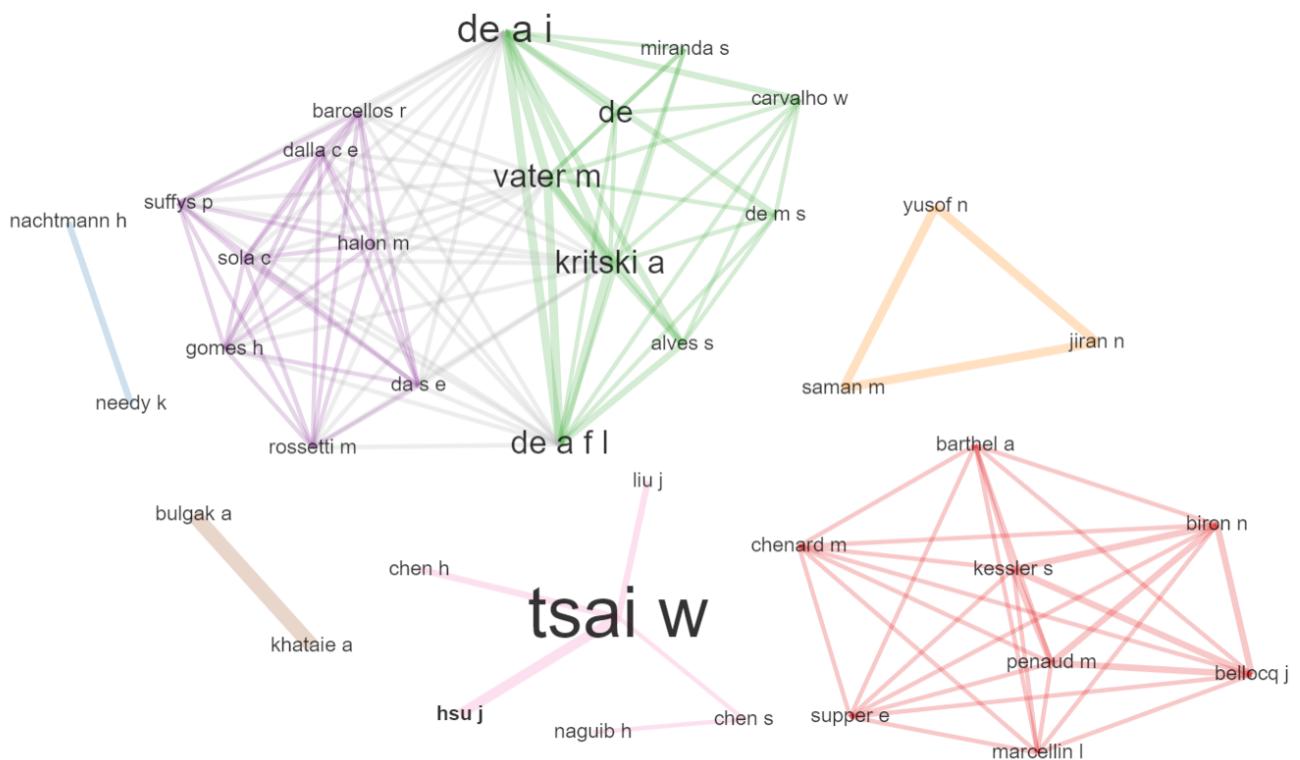 de a i
miranda s
carvalho w
barcellos r
de
dalla c e
vater m
suffys p
yusof n
nachtmann h
de m s
halon m
sola c
kritski a
jiran n
gomes h
alves s
da s e
saman m
needy k
rossetti m
de a f l
barthel a
liu j
bulgak a
biron n
chenard m
chen h
kessler s
tsai w
khataie a
penaud m
bellocq j
hsu j
chen s
supper e
naguib h
marcellin l